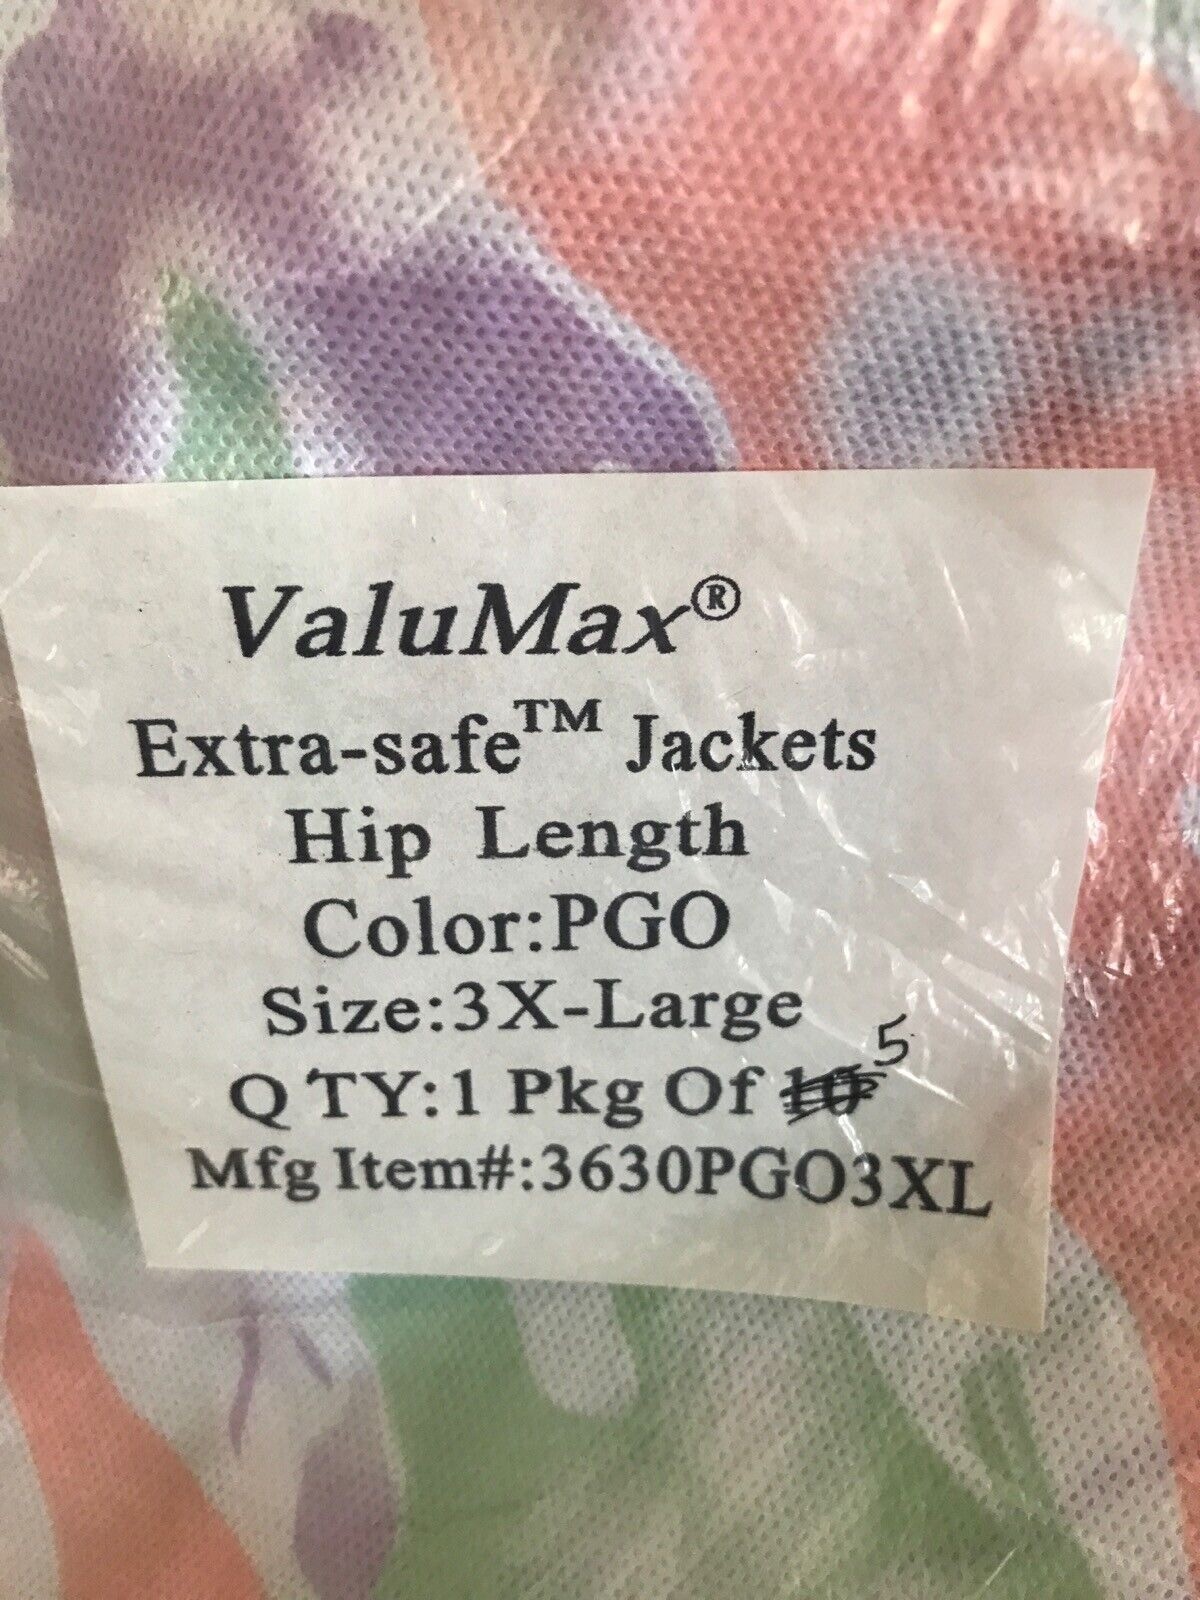 ValuMax®
Extra-safe™ Jackets
Hip Length
Color:PGO
Size:3X-Large
Q'TY:1 Pkg Of 10 5
Mfg Item#:3630PGO3XL